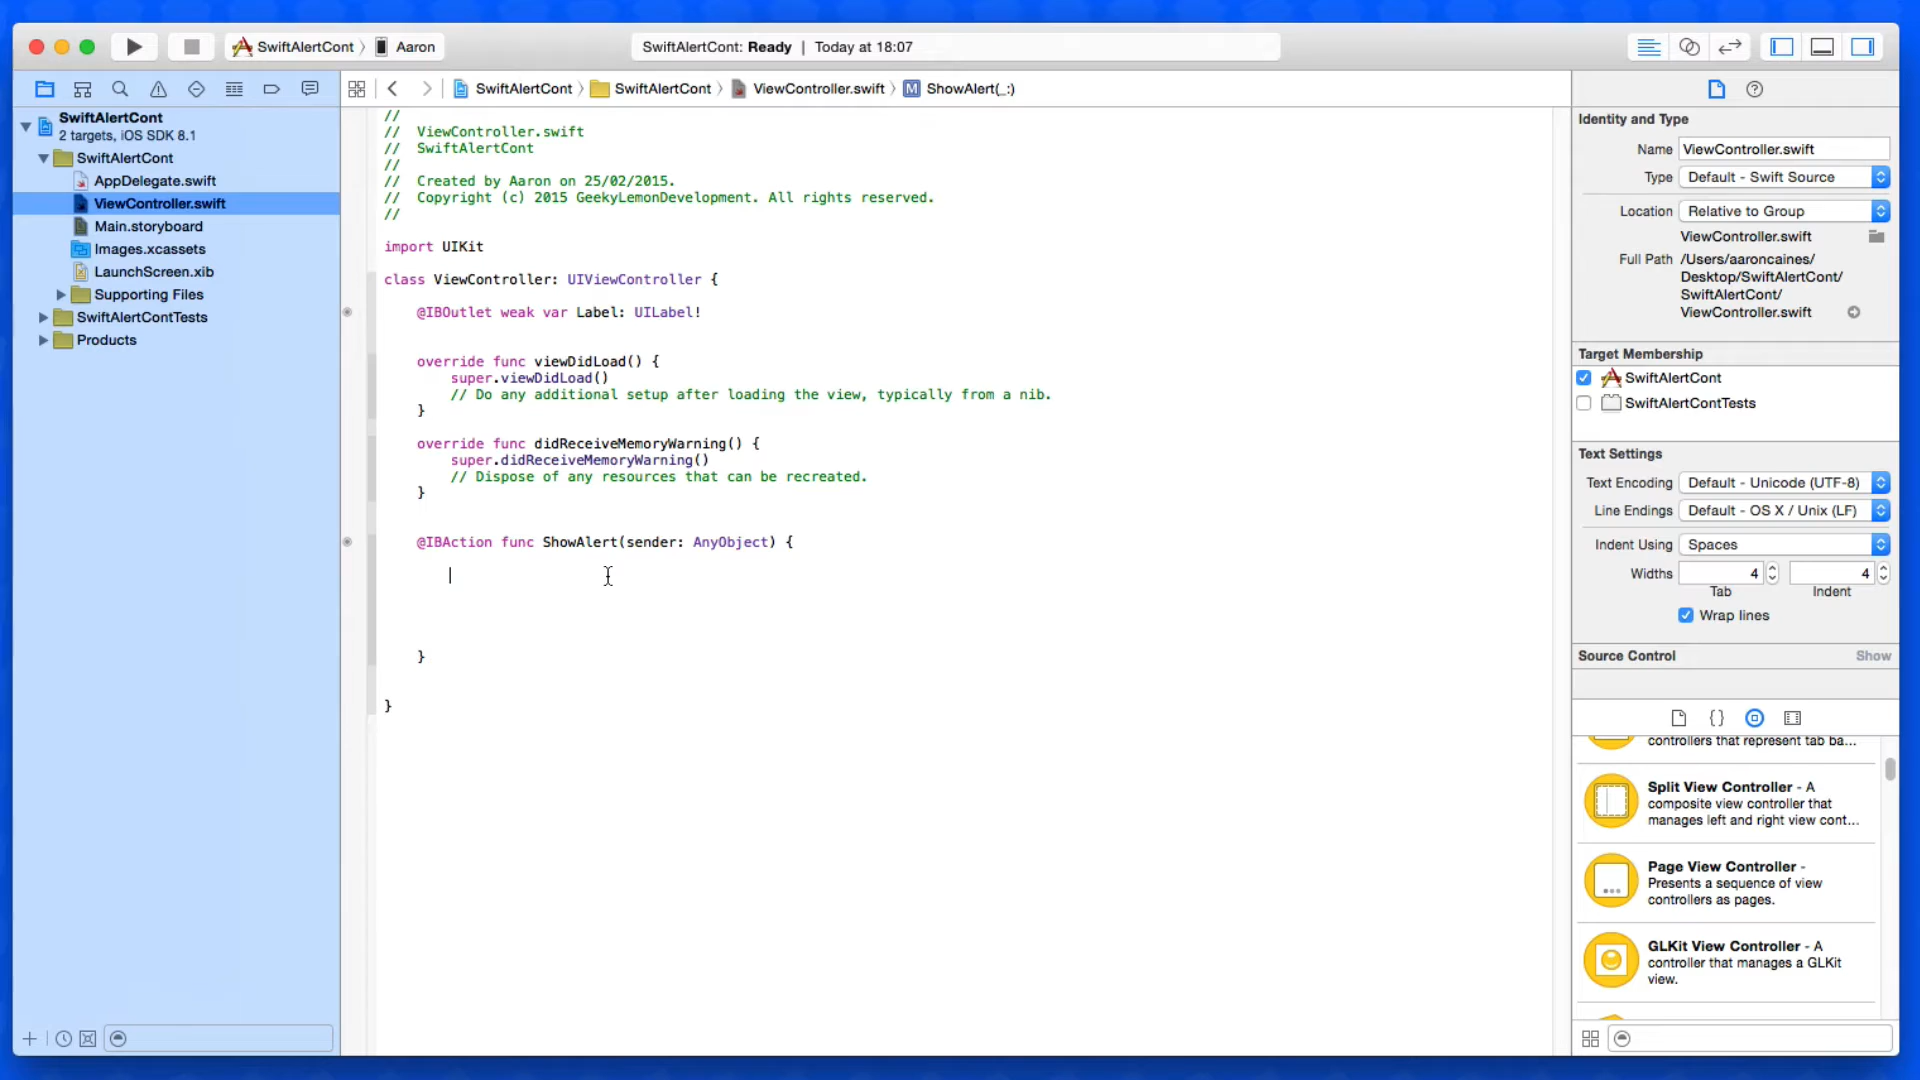 SwiftAlertCont
Aaron
SwiftAlertCont: Ready | Today at 18:07
SwiftAlertCont
2 targets, iOS SDK 8.1
SwiftAlertCont
AppDelegate.swift
ViewController.swift
Main.storyboard
Images.xcassets
LaunchScreen.xib
Supporting Files
SwiftAlertContTests
Products
SwiftAlertCont
SwiftAlertCont
ViewController.swift
M
ShowAlert(_:)
//
// ViewController.swift
// SwiftAlertCont
//
// Created by Aaron on 25/02/2015.
// Copyright (c) 2015 GeekyLemonDevelopment. All rights reserved.
//
import UIKit
class ViewController: UIViewController {
@IBOutlet weak var Label: UILabel!
override func viewDidLoad() {
super.viewDidLoad()
// Do any additional setup after loading the view, typically from a nib.
}
override func didReceiveMemoryWarning() {
super.didReceiveMemoryWarning()
// Dispose of any resources that can be recreated.
}
@IBAction func ShowAlert(sender: AnyObject) {
}
}
Identity and Type
Name ViewController.swift
Type Default - Swift Source
Location Relative to Group
ViewController.swift
Full Path /Users/aaroncaines/
Desktop/SwiftAlertCont/
SwiftAlertCont/
ViewController.swift
Target Membership
SwiftAlertCont
SwiftAlertContTests
Text Settings
Text Encoding Default - Unicode (UTF-8)
Line Endings Default - OS X / Unix (LF)
Indent Using Spaces
Widths 4 4
Tab Indent
Wrap lines
Source Control Show
{ }
controllers that represent tab ba...
Split View Controller - A
composite view controller that
manages left and right view cont...
Page View Controller -
Presents a sequence of view
controllers as pages.
GLKit View Controller - A
controller that manages a GLKit
view.